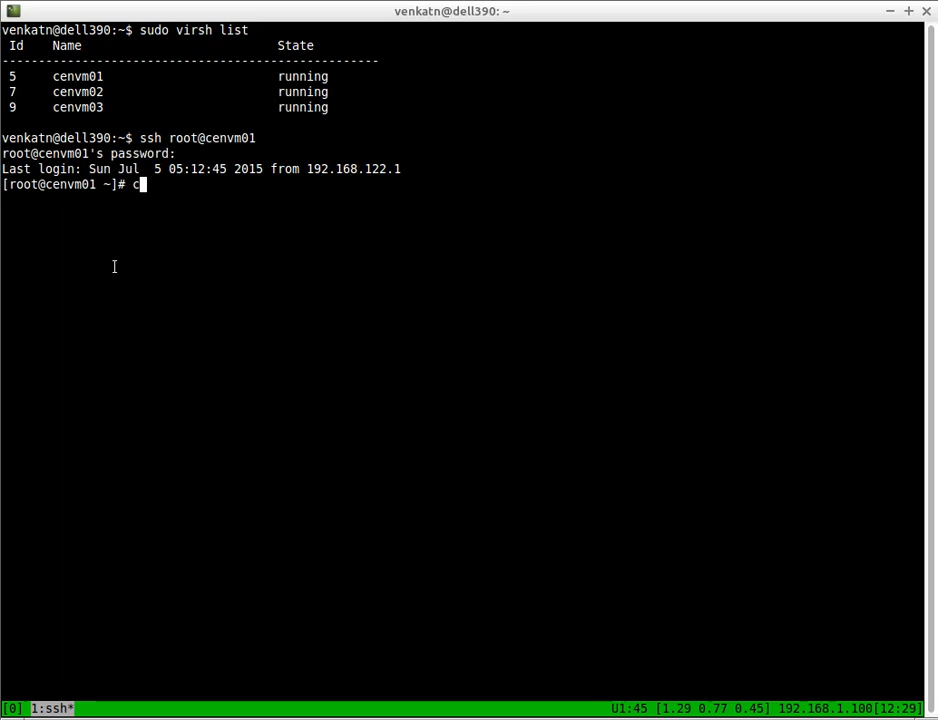 venkatn@dell390: ~
venkatn@dell390:~$ sudo virsh list
 Id    Name                           State
----------------------------------------------------
 5     cenvm01                        running
 7     cenvm02                        running
 9     cenvm03                        running
venkatn@dell390:~$ ssh root@cenvm01
root@cenvm01's password:
Last login: Sun Jul  5 05:12:45 2015 from 192.168.122.1
[root@cenvm01 ~]# c
[0] 1:ssh* U1:45 [1.29 0.77 0.45] 192.168.1.100[12:29]